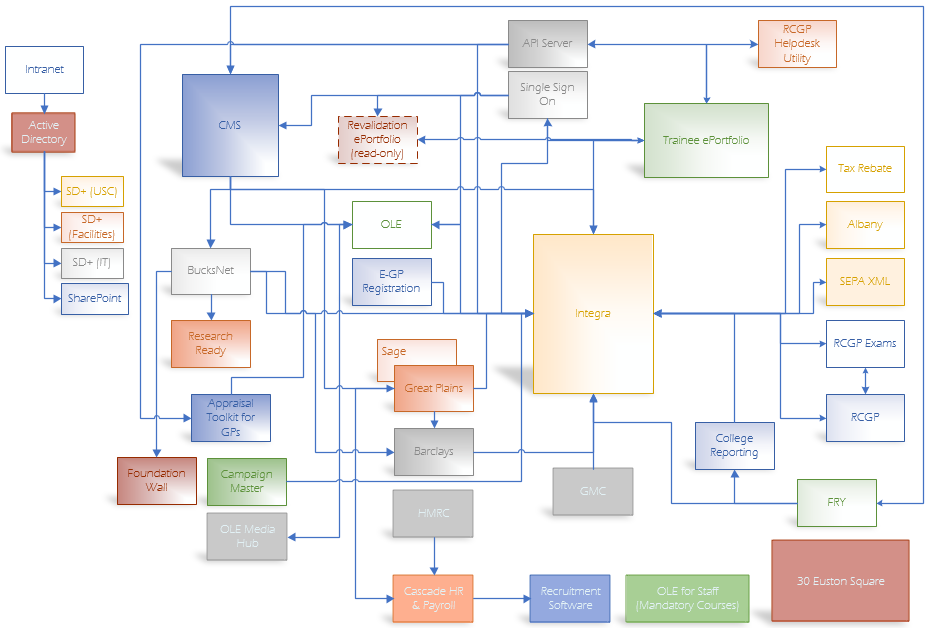 API Server
RCGP
Helpdesk
Utility
Intranet
Single Sign
On
CMS
Active
Directory
Revalidation
ePortfolio
(read-only)
Trainee ePortfolio
Tax Rebate
SD+ (USC)
SD+
(Facilities)
OLE
Albany
SD+ (IT)
BucksNet
E-GP
Registration
SEPA XML
SharePoint
Integra
Research
Ready
Sage
RCGP Exams
Great Plains
Appraisal
Toolkit for
GPs
RCGP
College
Reporting
Barclays
Foundation
Wall
Campaign
Master
GMC
FRY
HMRC
OLE Media
Hub
Cascade HR
& Payroll
Recruitment
Software
OLE for Staff
(Mandatory Courses)
30 Euston Square